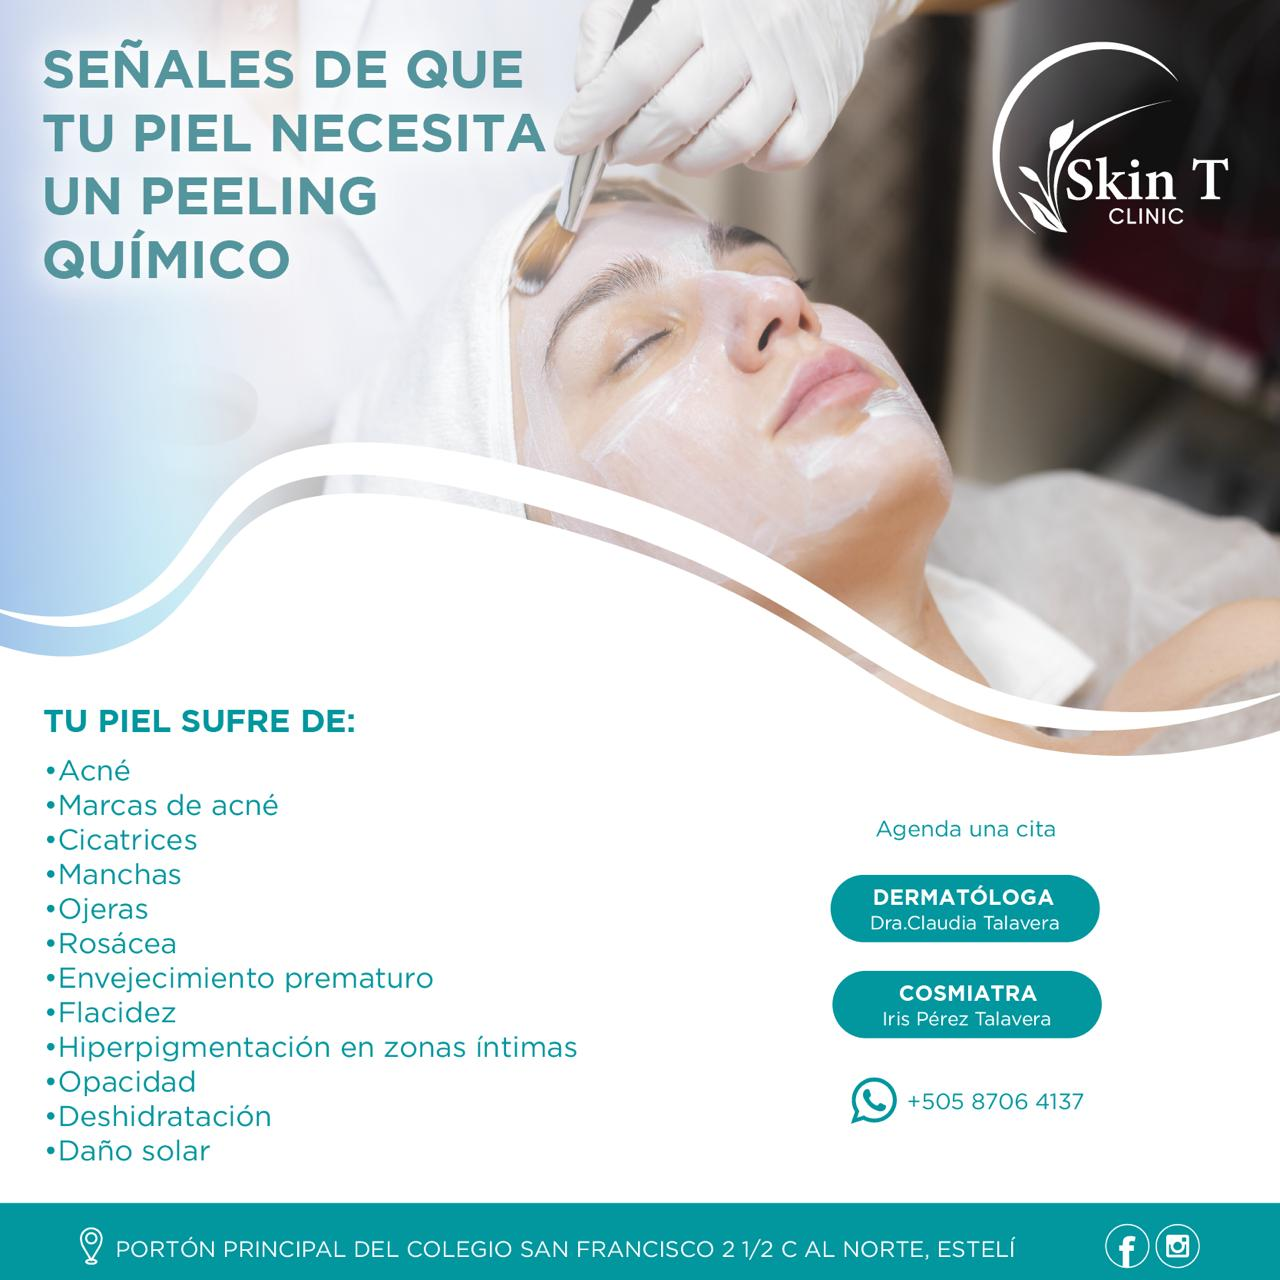 SEÑALES DE QUE
TU PIEL NECESITA
UN PEELING
QUÍMICO
Skin T
CLINIC
TU PIEL SUFRE DE:
•Acné
•Marcas de acné
•Cicatrices
•Manchas
•Ojeras
•Rosácea
•Envejecimiento prematuro
•Flacidez
•Hiperpigmentación en zonas íntimas
•Opacidad
•Deshidratación
•Daño solar
Agenda una cita
DERMATÓLOGA
Dra.Claudia Talavera
COSMIATRA
Iris Pérez Talavera
+505 8706 4137
PORTÓN PRINCIPAL DEL COLEGIO SAN FRANCISCO 2 1/2 C AL NORTE, ESTELÍ